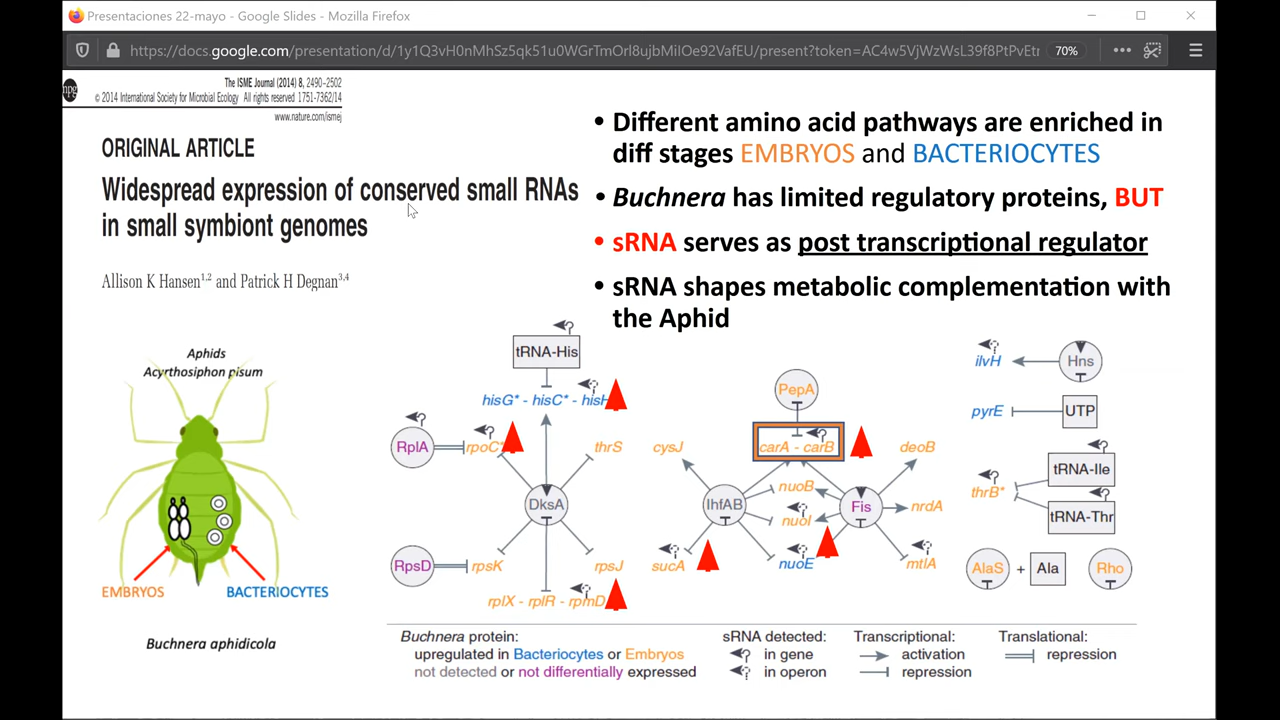 Presentaciones 22-mayo - Google Slides - Mozilla Firefox
https://docs.google.com/presentation/d/1y1Q3vH0nMhSz5qk51u0WGrTmOrI8ujbMiIOe92VafEU/present?token=AC4w5VjWzWsL39f8PtPvEtr
70%
npg
The ISME Journal (2014) 8, 2490–2502
© 2014 International Society for Microbial Ecology All rights reserved 1751-7362/14
www.nature.com/ismej
ORIGINAL ARTICLE
Widespread expression of conserved small RNAs
in small symbiont genomes
Allison K Hansen1,2 and Patrick H Degnan3,4
• Different amino acid pathways are enriched in
diff stages EMBRYOS and BACTERIOCYTES
• Buchnera has limited regulatory proteins, BUT
• sRNA serves as post transcriptional regulator
• sRNA shapes metabolic complementation with
the Aphid
Aphids
Acyrthosiphon pisum
EMBRYOS
BACTERIOCYTES
Buchnera aphidicola
?
tRNA-His
?
hisG* - hisC* - hisH
?
RplA
?
rpoC*
thrS
DksA
RpsD
rpsK
rpsJ
?
rplX - rplR - rpmD
PepA
?
carA - carB
cysJ
deoB
nuoB
IhfAB
Fis
nrdA
?
nuoI
?
sucA
?
nuoE
?
mtlA
?
ilvH
Hns
pyrE
UTP
?
tRNA-Ile
?
thrB*
?
tRNA-Thr
AlaS + Ala
Rho
Buchnera protein:
upregulated in Bacteriocytes or Embryos
not detected or not differentially expressed
sRNA detected:
? in gene
? in operon
Transcriptional:
activation
repression
Translational:
repression